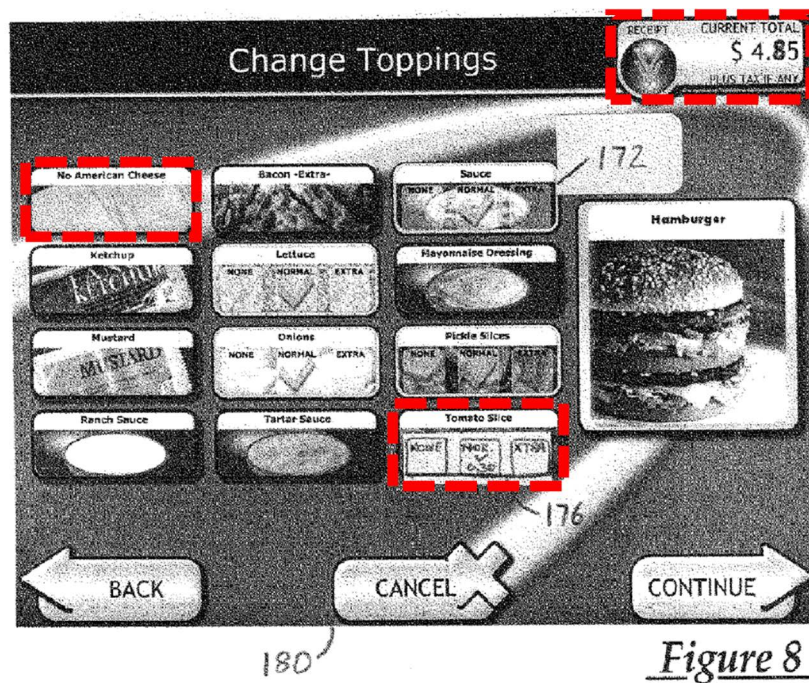 Change Toppings
RECEIPT
CURRENT TOTAL
$ 4.85
PLUS TAX IF ANY
No American Cheese
Bacon -Extra-
Sauce
NONE NORMAL EXTRA
172
Ketchup
Lettuce
NONE NORMAL EXTRA
Mayonnaise Dressing
Hamburger
Mustard
MUSTARD
Onions
NONE NORMAL EXTRA
Pickle Slices
NONE NORMAL EXTRA
Ranch Sauce
Tartar Sauce
Tomato Slice
NONE
XTRA
176
BACK
CANCEL
CONTINUE
180
Figure 8